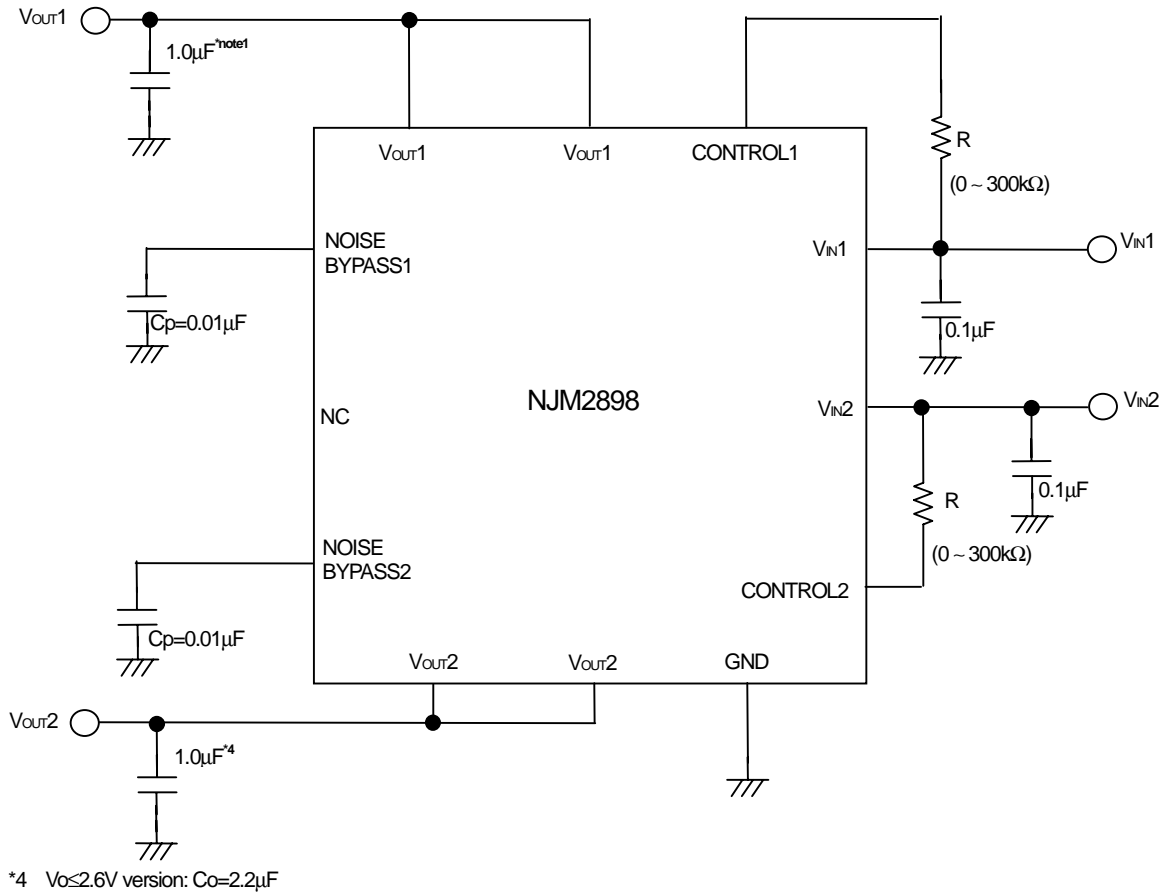 VOUT1
1.0µF*note1
VOUT1
VOUT1
CONTROL1
R
(0 ~ 300kΩ)
NOISE
BYPASS1
VIN1
VIN1
Cp=0.01µF
0.1µF
NJM2898
NC
VIN2
VIN2
0.1µF
R
(0 ~ 300kΩ)
NOISE
BYPASS2
CONTROL2
Cp=0.01µF
VOUT2
VOUT2
GND
VOUT2
1.0µF*4
*4 Vo≤2.6V version: Co=2.2µF